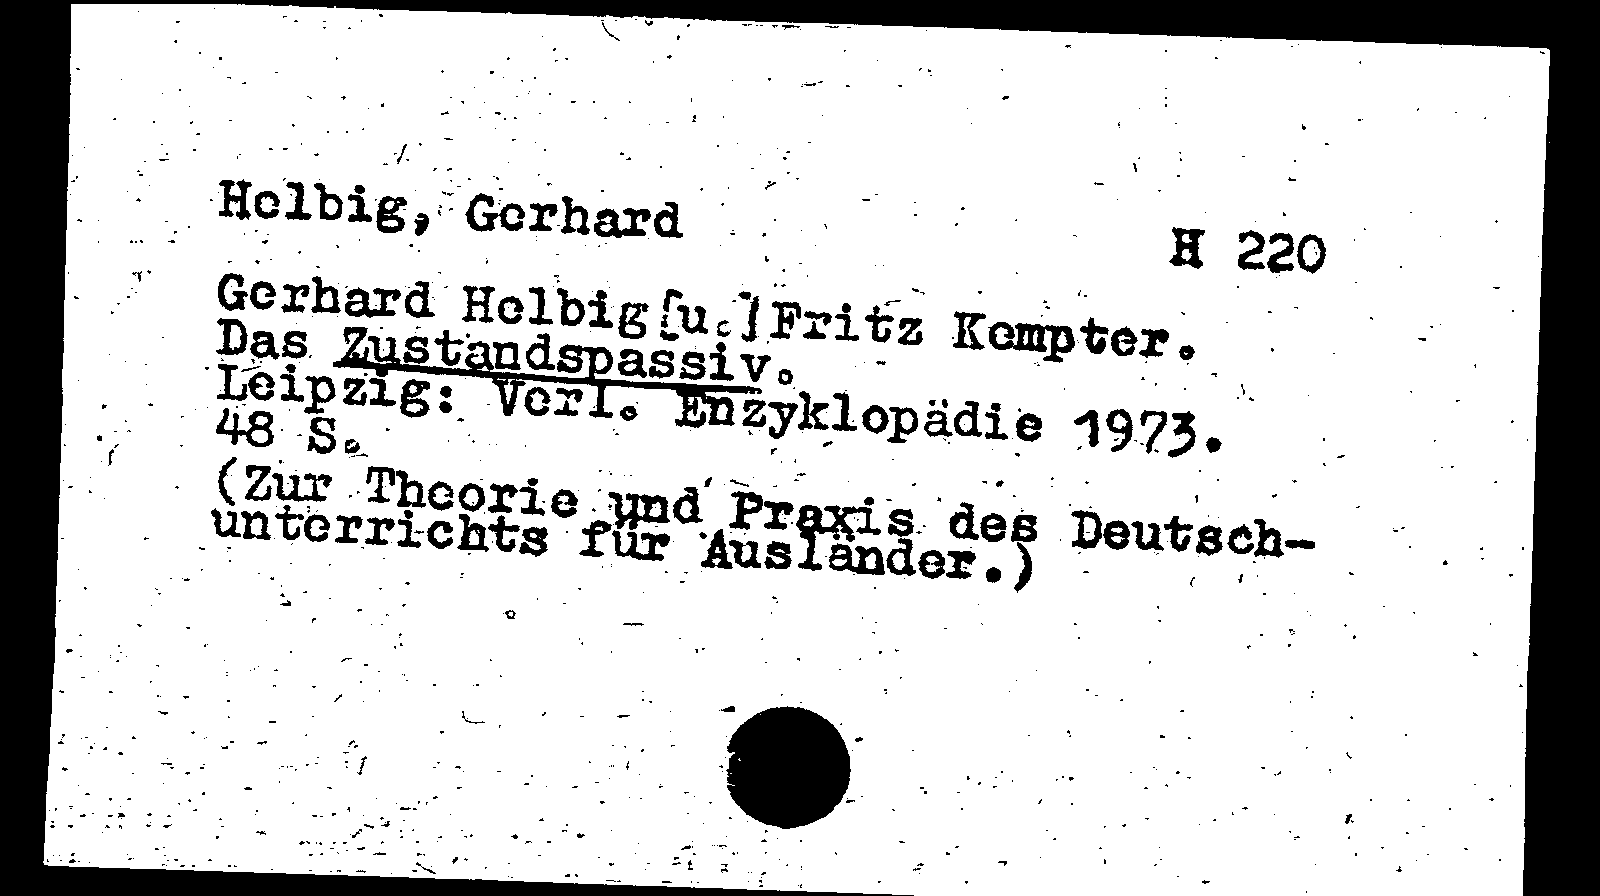 Helbig, Gerhard
H 220
Gerhard Helbig[u.]Fritz Kempter.
Das Zustandspassiv.
Leipzig: Verl. Enzyklopädie 1973.
48 S.
(Zur Theorie und Praxis des Deutsch-
unterrichts für Ausländer.)